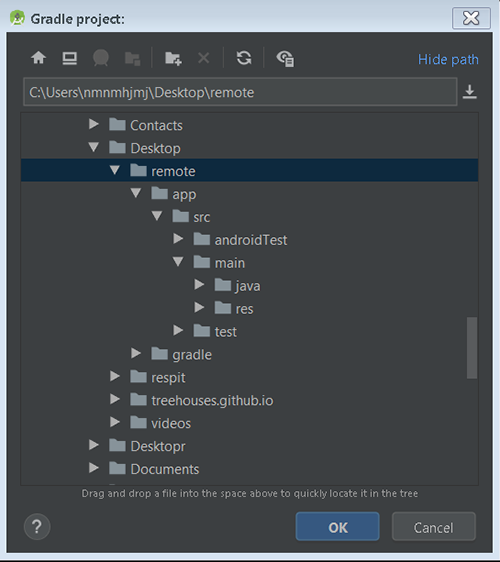 Gradle project:
Hide path
C:\Users\nmnmhjmj\Desktop\remote
Contacts
Desktop
remote
app
src
androidTest
main
java
res
test
gradle
respit
treehouses.github.io
videos
Desktopr
Documents
Drag and drop a file into the space above to quickly locate it in the tree
?
OK
Cancel